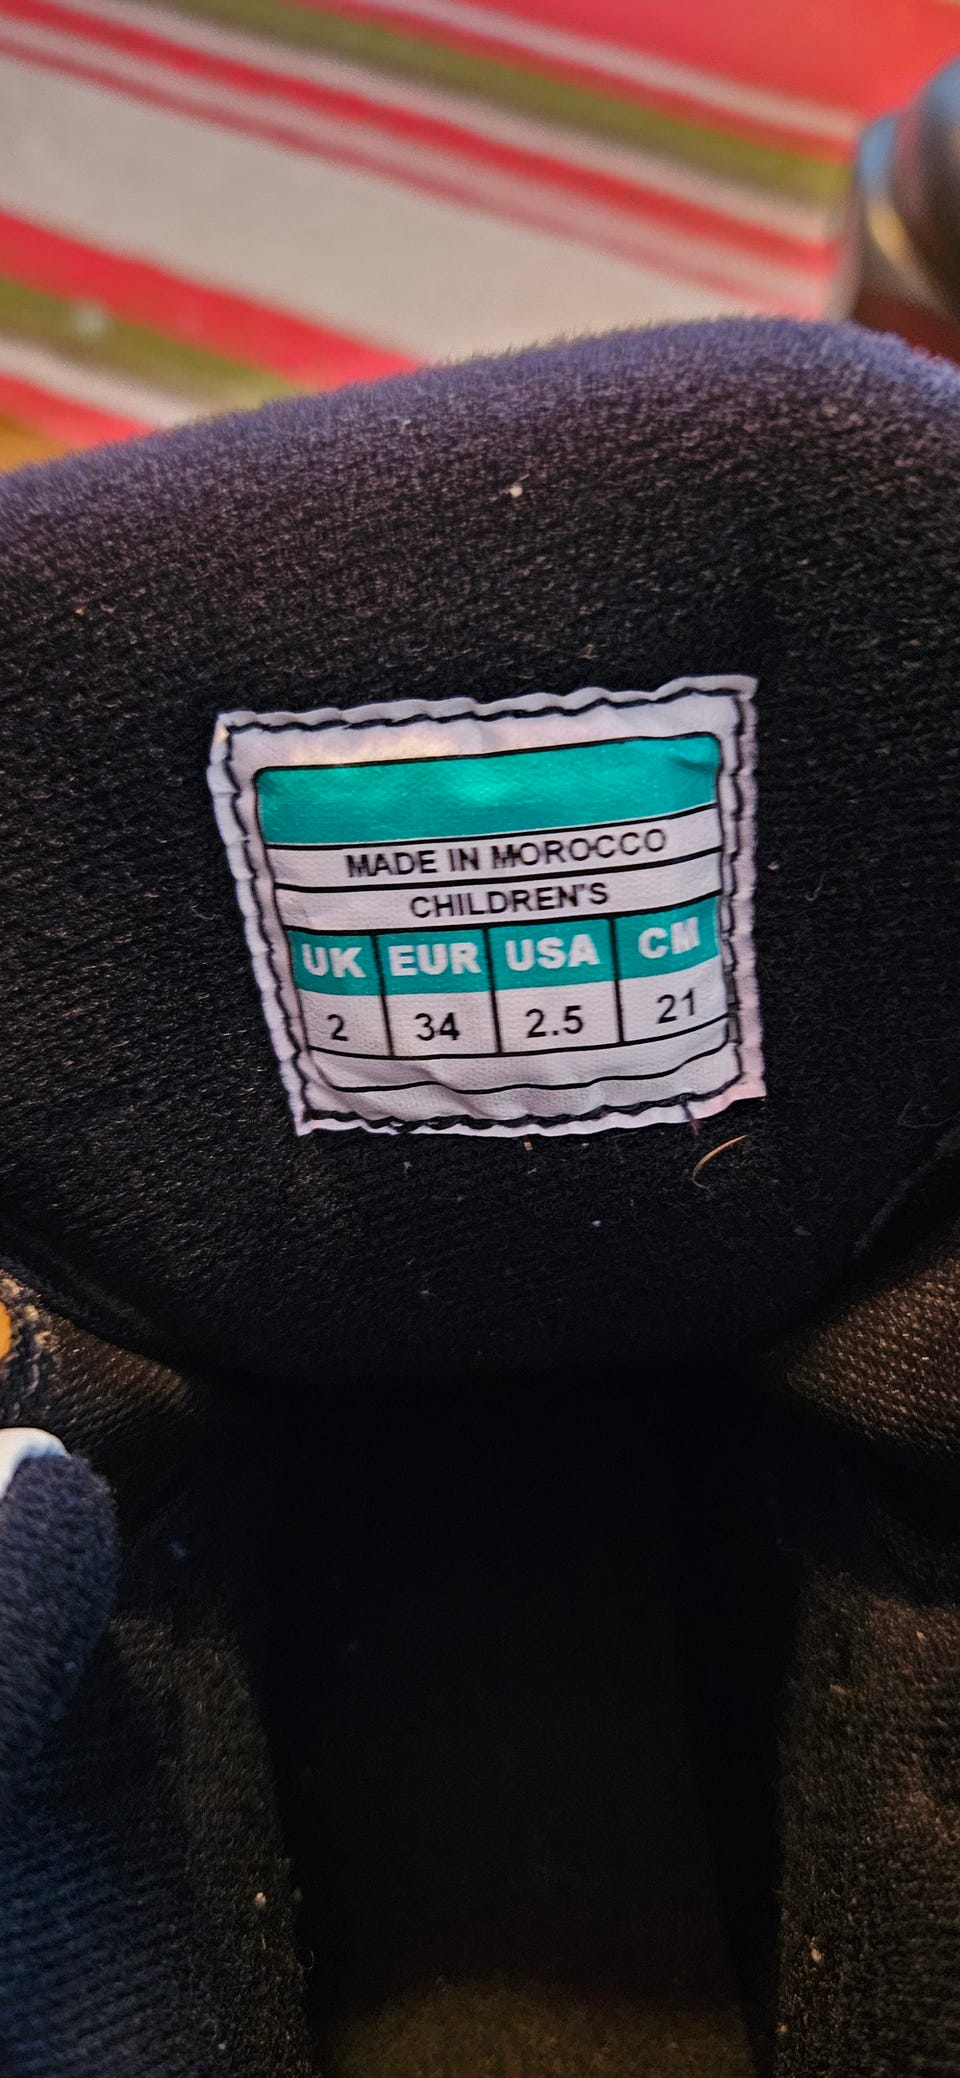 MADE IN MOROCCO
CHILDREN'S
UK EUR USA CM
2 34 2.5 21